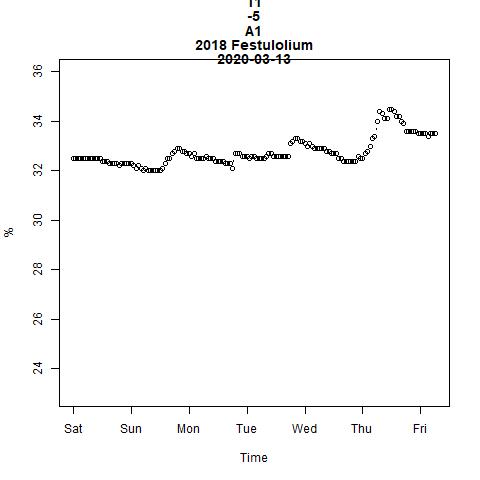 T1
-5
A1
2018 Festulolium
2020-03-13
36
34
32
30
28
26
24
%
Sat Sun Mon Tue Wed Thu Fri
Time